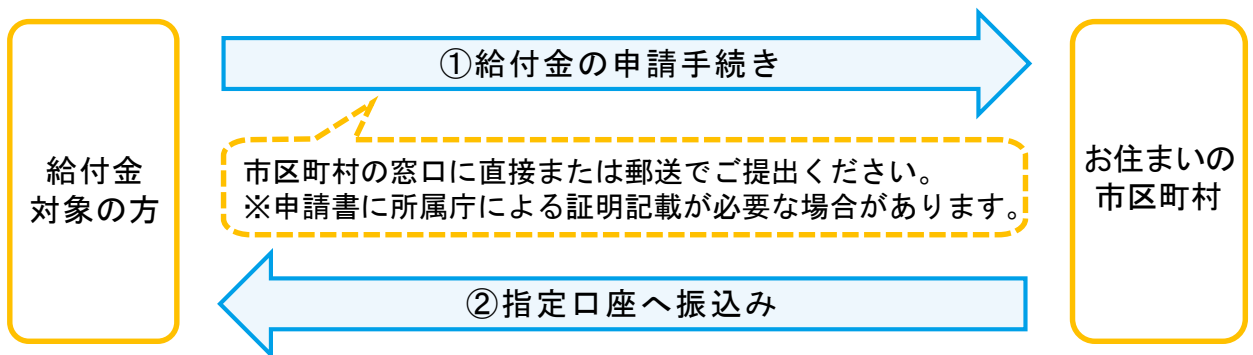 給付金
対象の方
①給付金の申請手続き
市区町村の窓口に直接または郵送でご提出ください。
※申請書に所属庁による証明記載が必要な場合があります。
②指定口座へ振込み
お住まいの
市区町村